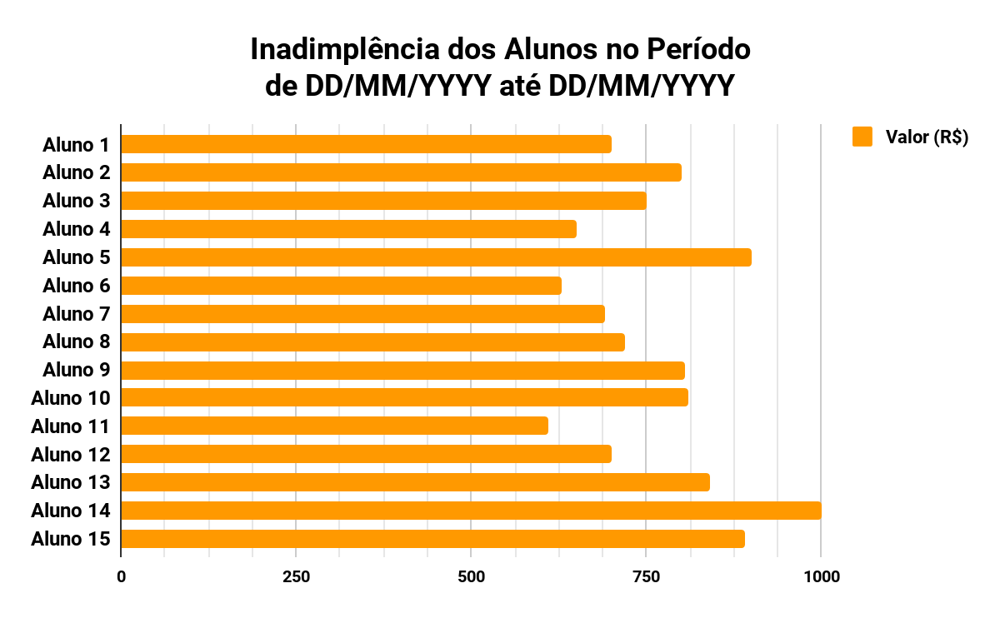 Inadimplência dos Alunos no Período
de DD/MM/YYYY até DD/MM/YYYY
Valor (R$)
Aluno 1
Aluno 2
Aluno 3
Aluno 4
Aluno 5
Aluno 6
Aluno 7
Aluno 8
Aluno 9
Aluno 10
Aluno 11
Aluno 12
Aluno 13
Aluno 14
Aluno 15
0 250 500 750 1000